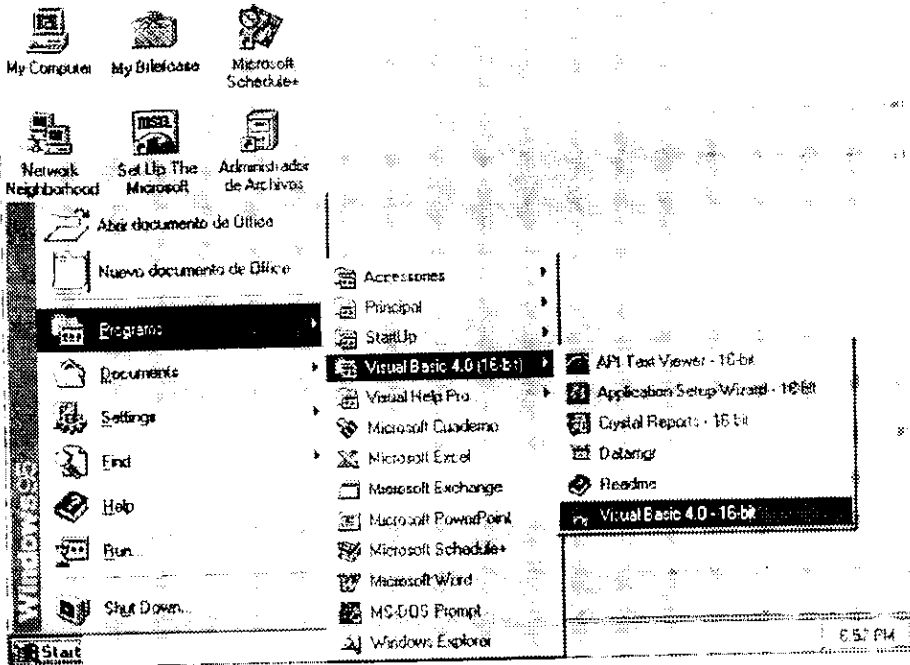 My Computer
My Briefcase
Microsoft
Schedule+
Network
Neighborhood
Set Up The
Microsoft
Administrador
de Archivos
msn
Abrir documento de Office
Nuevo documento de Office
Programs
Documents
Settings
Find
Help
Run...
Shut Down...
Windows95
Start
Accessories
Principal
StartUp
Visual Basic 4.0 (16-bit)
Visual Help Pro
Microsoft Cuaderno
Microsoft Excel
Microsoft Exchange
Microsoft PowerPoint
Microsoft Schedule+
Microsoft Word
MS-DOS Prompt
Windows Explorer
API Text Viewer - 16-bit
Application Setup Wizard - 16-bit
Crystal Reports - 16-bit
Datamgr
Readme
Visual Basic 4.0 - 16-bit
6:57 PM